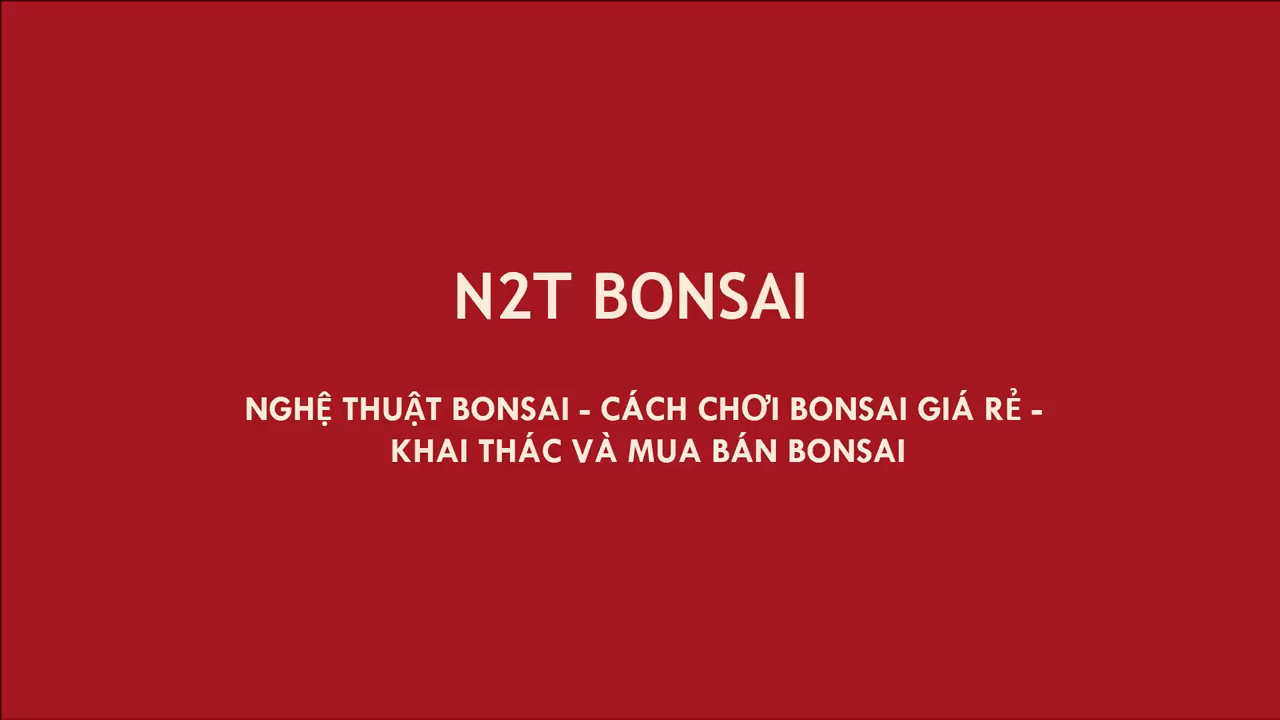 N2T BONSAI
NGHỆ THUẬT BONSAI - CÁCH CHƠI BONSAI GIÁ RẺ -
KHAI THÁC VÀ MUA BÁN BONSAI